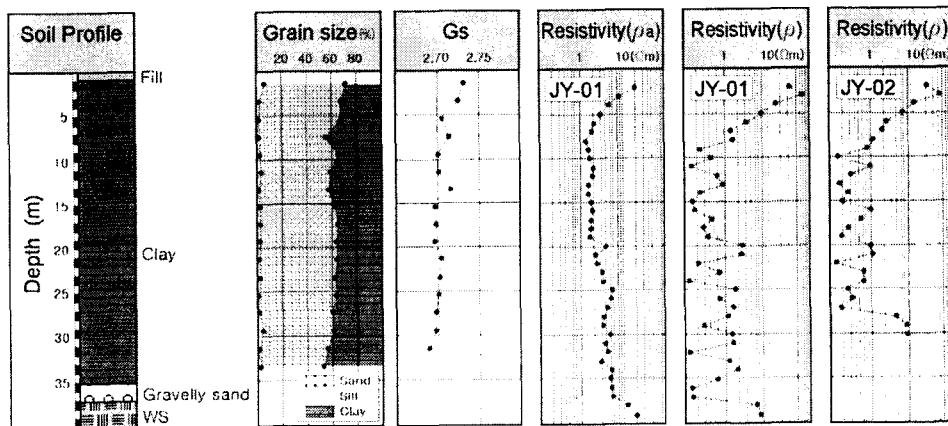 Soil Profile
Grain size(%)
20 40 60 80
Gs
2.70 2.75
Resistivity(ρa)
1 10(Ωm)
Resistivity(ρ)
1 10(Ωm)
Resistivity(ρ)
1 10(Ωm)
Fill
JY-01
JY-01
JY-02
5
10
15
20
25
30
35
Depth (m)
Clay
Gravelly sand
WS
Sand
Silt
Clay